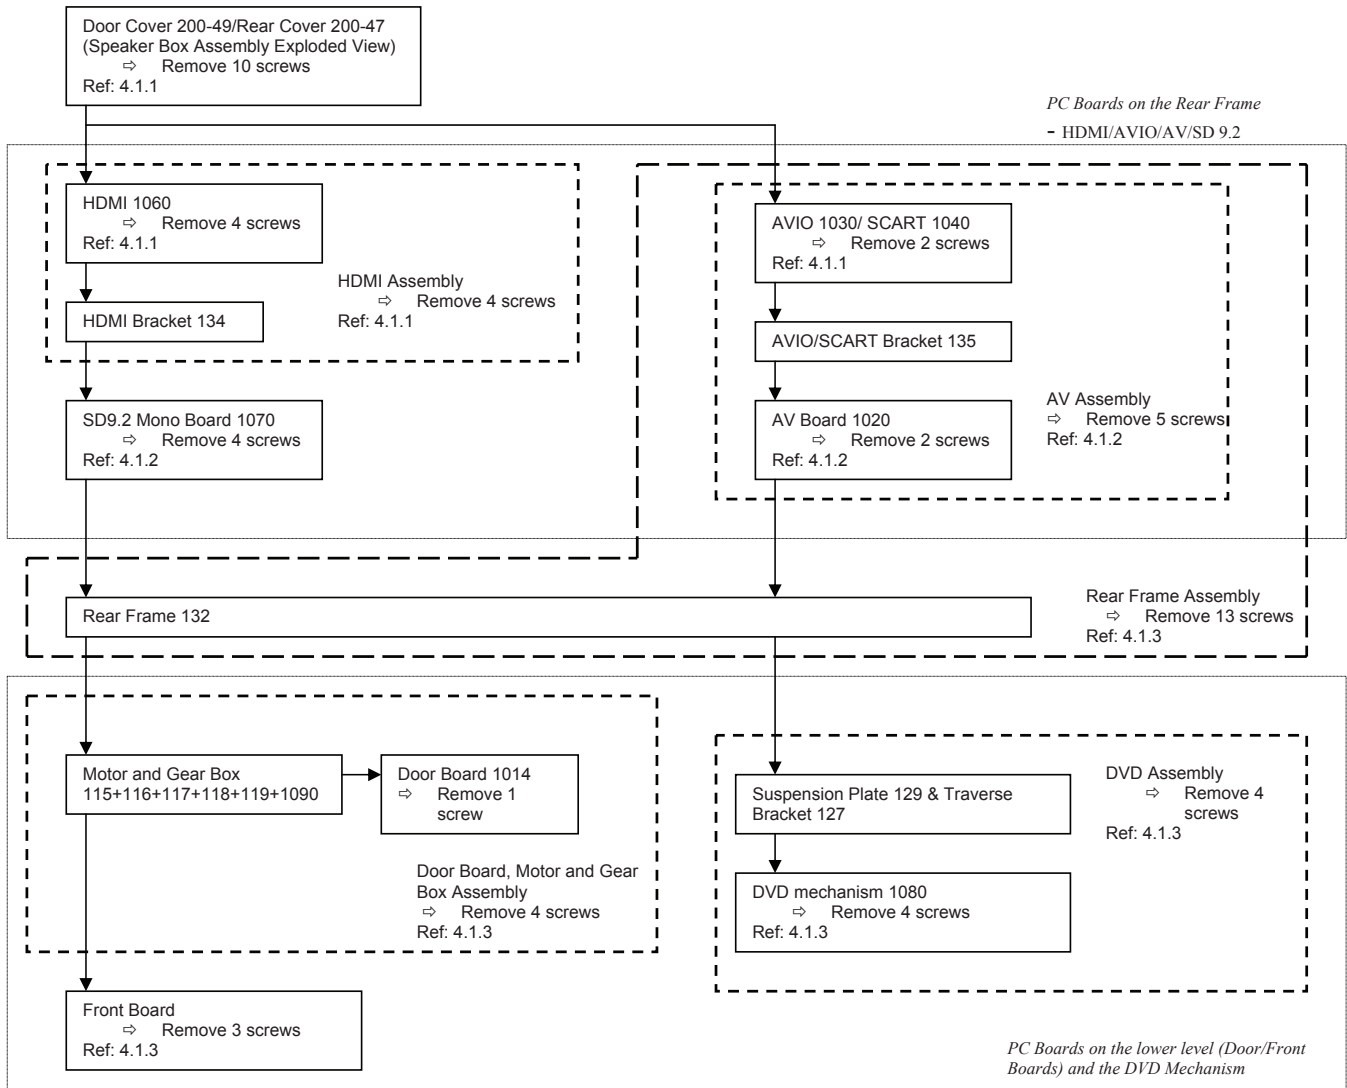 Door Cover 200-49/Rear Cover 200-47
(Speaker Box Assembly Exploded View)
⇨ Remove 10 screws
Ref: 4.1.1
PC Boards on the Rear Frame
- HDMI/AVIO/AV/SD 9.2
HDMI 1060
⇨ Remove 4 screws
Ref: 4.1.1
HDMI Bracket 134
HDMI Assembly
⇨ Remove 4 screws
Ref: 4.1.1
SD9.2 Mono Board 1070
⇨ Remove 4 screws
Ref: 4.1.2
AVIO 1030/ SCART 1040
⇨ Remove 2 screws
Ref: 4.1.1
AVIO/SCART Bracket 135
AV Board 1020
⇨ Remove 2 screws
Ref: 4.1.2
AV Assembly
⇨ Remove 5 screws
Ref: 4.1.2
Rear Frame 132
Rear Frame Assembly
⇨ Remove 13 screws
Ref: 4.1.3
Motor and Gear Box
115+116+117+118+119+1090
Door Board 1014
⇨ Remove 1
screw
Door Board, Motor and Gear
Box Assembly
⇨ Remove 4 screws
Ref: 4.1.3
Front Board
⇨ Remove 3 screws
Ref: 4.1.3
Suspension Plate 129 & Traverse
Bracket 127
DVD mechanism 1080
⇨ Remove 4 screws
Ref: 4.1.3
DVD Assembly
⇨ Remove 4
screws
Ref: 4.1.3
PC Boards on the lower level (Door/Front
Boards) and the DVD Mechanism